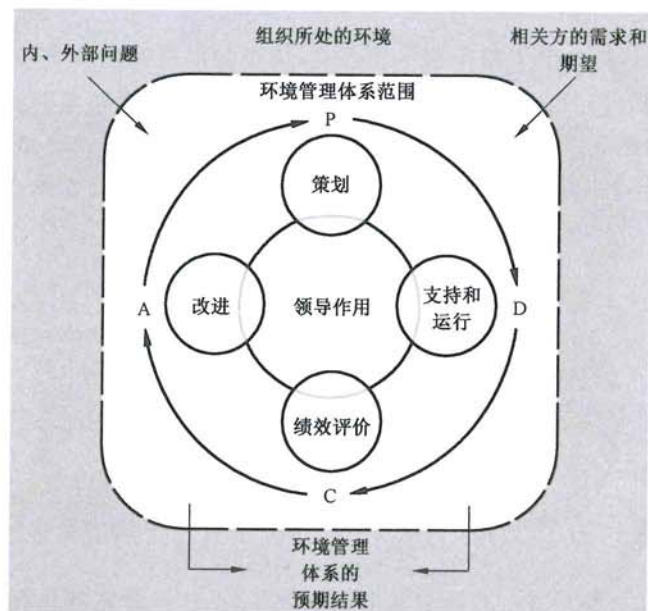 组织所处的环境
内、外部问题
相关方的需求和
期望
环境管理体系范围
P
策划
A
改进
领导作用
支持和
运行
D
绩效评价
C
环境管理
体系的
预期结果